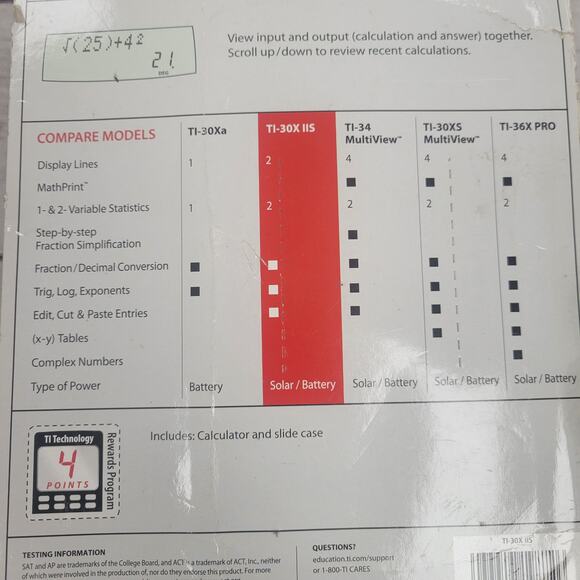 √(25)+4²
21.
DEG
View input and output (calculation and answer) together.
Scroll up/down to review recent calculations.
COMPARE MODELS TI-30Xa TI-30X IIS TI-34 MultiView™ TI-30XS MultiView™ TI-36X PRO
Display Lines 1 2 4 4 4
MathPrint™ ■ ■ ■
1- & 2- Variable Statistics 1 2 2 2 2
Step-by-step
Fraction Simplification ■
Fraction/Decimal Conversion ■ ■ ■ ■ ■
Trig, Log, Exponents ■ ■ ■ ■ ■
Edit, Cut & Paste Entries ■ ■ ■ ■
(x-y) Tables ■ ■
Complex Numbers ■
Type of Power Battery Solar / Battery Solar / Battery Solar / Battery Solar / Battery
TI Technology
4
POINTS
Rewards Program
Includes: Calculator and slide case
TESTING INFORMATION
SAT and AP are trademarks of the College Board, and ACT is a trademark of ACT, Inc., neither
of which were involved in the production of, nor do they endorse this product. For more
QUESTIONS?
education.ti.com/support
or 1-800-TI CARES
TI-30X IIS